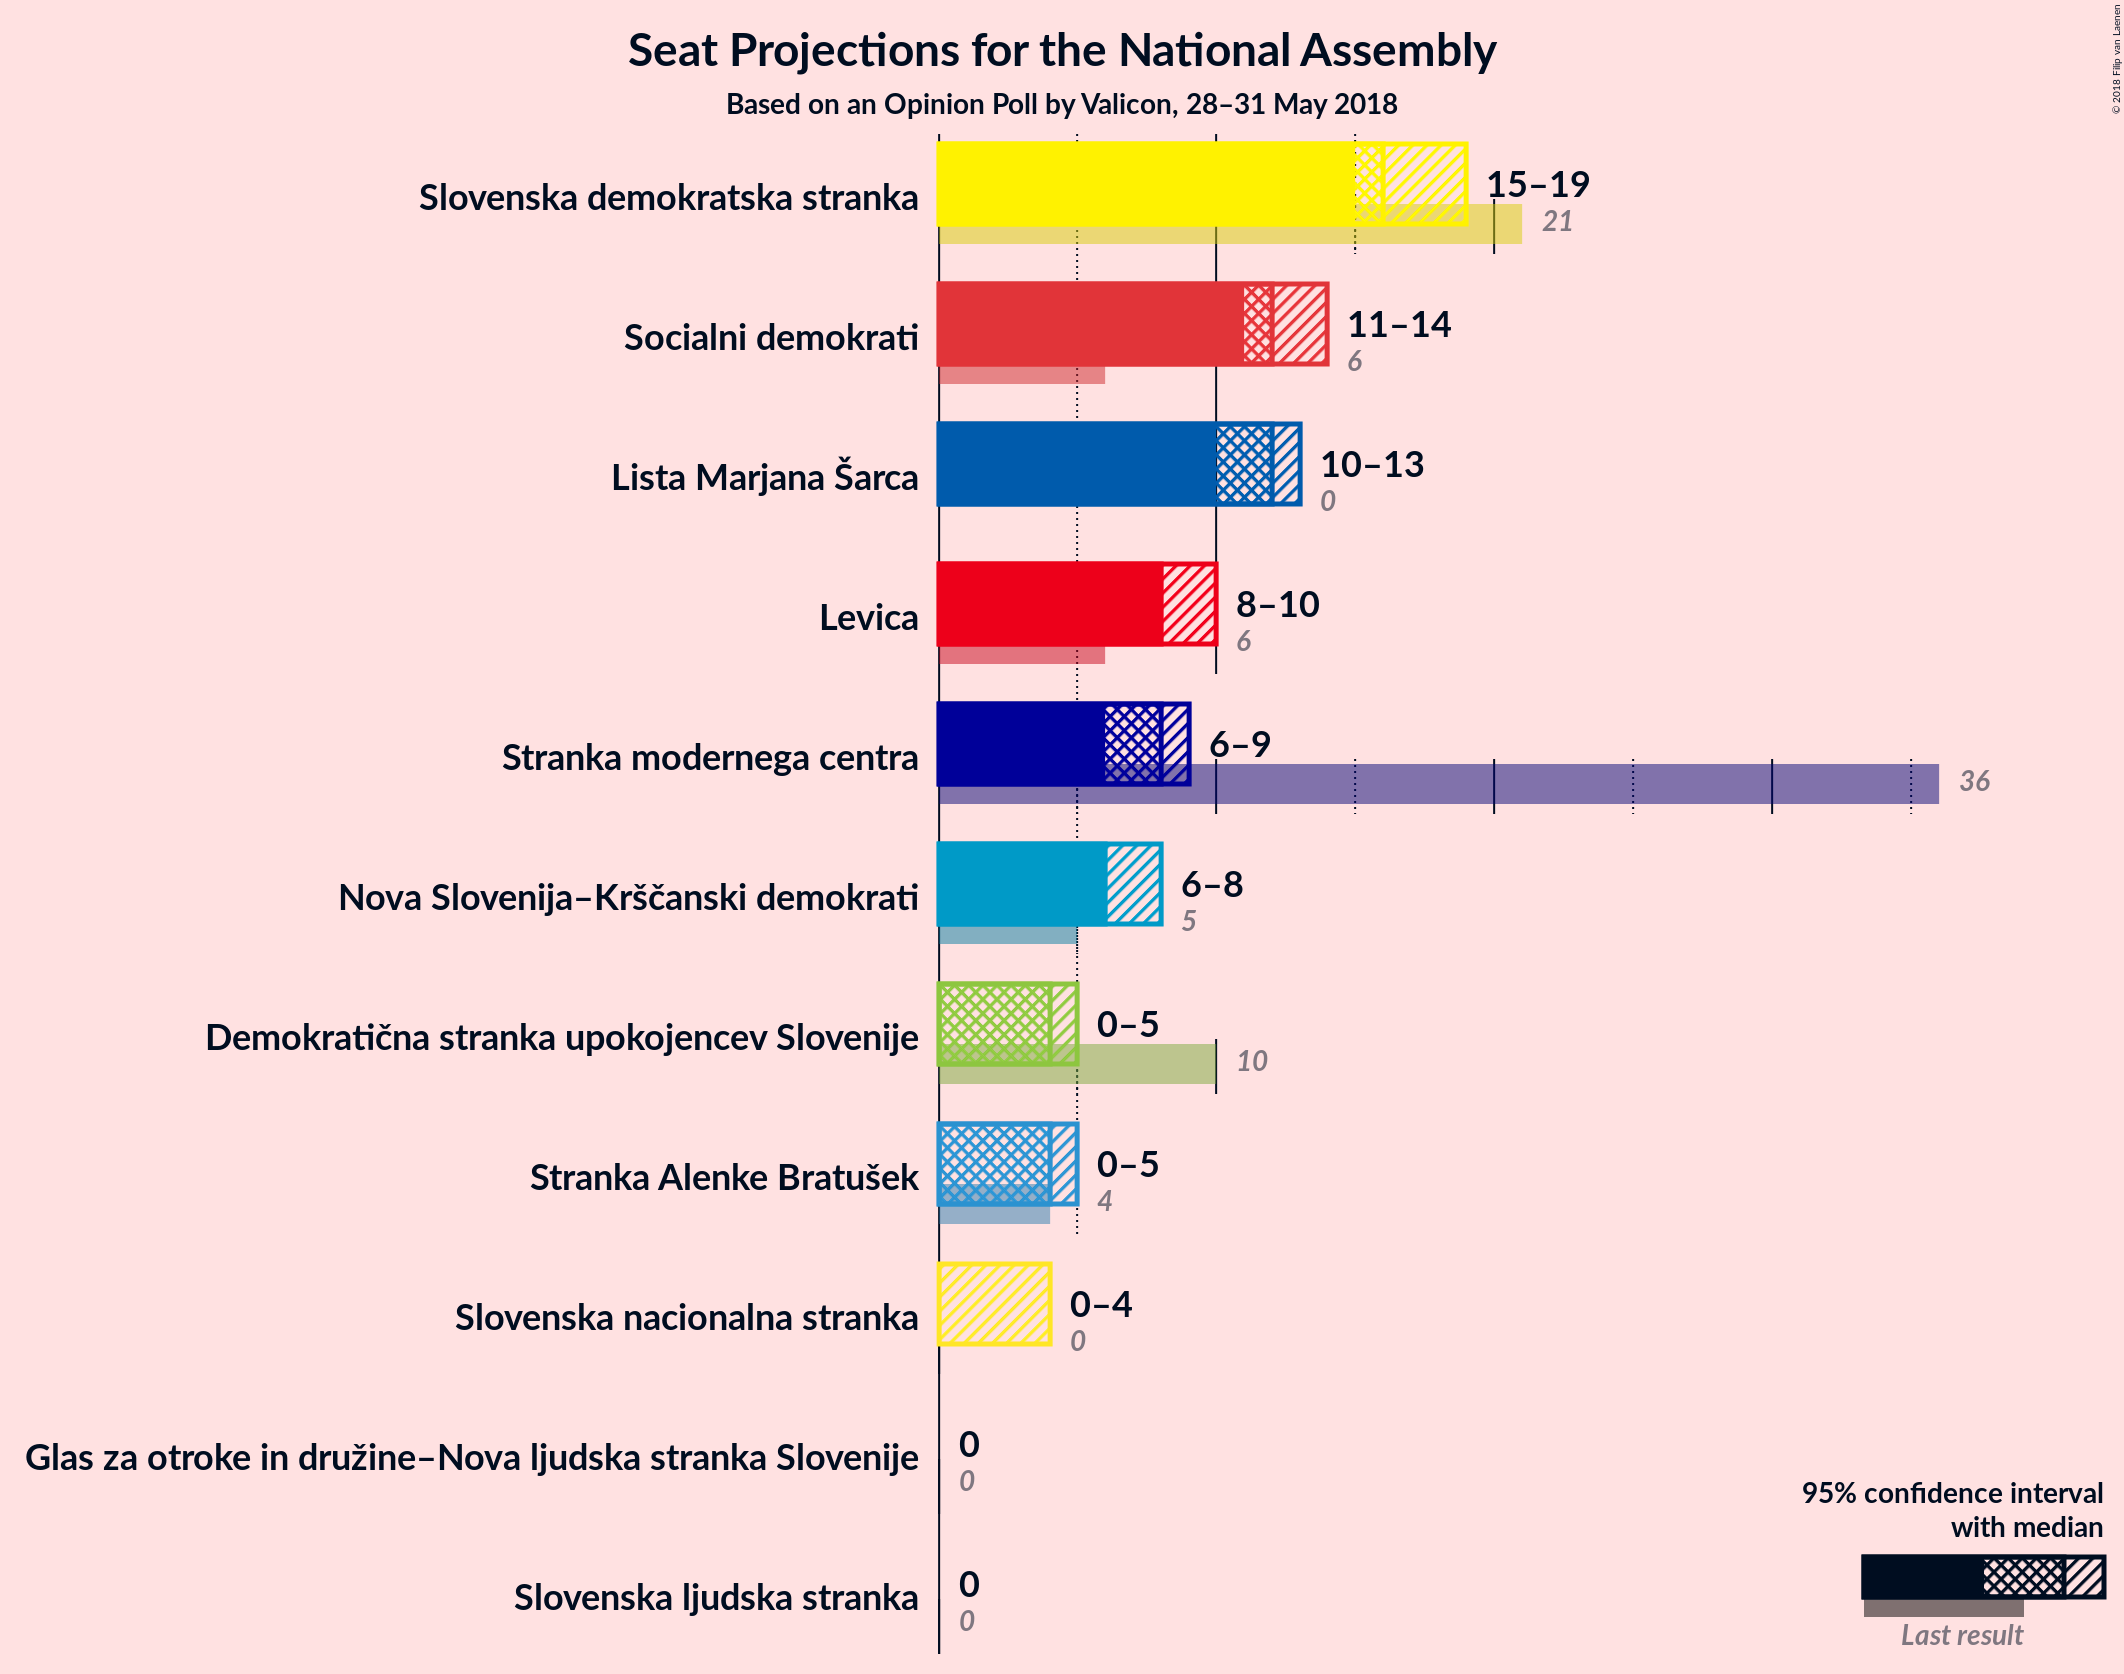 Seat Projections for the National Assembly
Based on an Opinion Poll by Valicon, 28–31 May 2018
© 2018 Filip van Laenen
Slovenska demokratska stranka
15–19
21
Socialni demokrati
11–14
6
Lista Marjana Šarca
10–13
0
Levica
8–10
6
Stranka modernega centra
6–9
36
Nova Slovenija–Krščanski demokrati
6–8
5
Demokratična stranka upokojencev Slovenije
0–5
10
Stranka Alenke Bratušek
0–5
4
Slovenska nacionalna stranka
0–4
0
Glas za otroke in družine–Nova ljudska stranka Slovenije
0
0
Slovenska ljudska stranka
0
0
95% confidence interval
with median
Last result